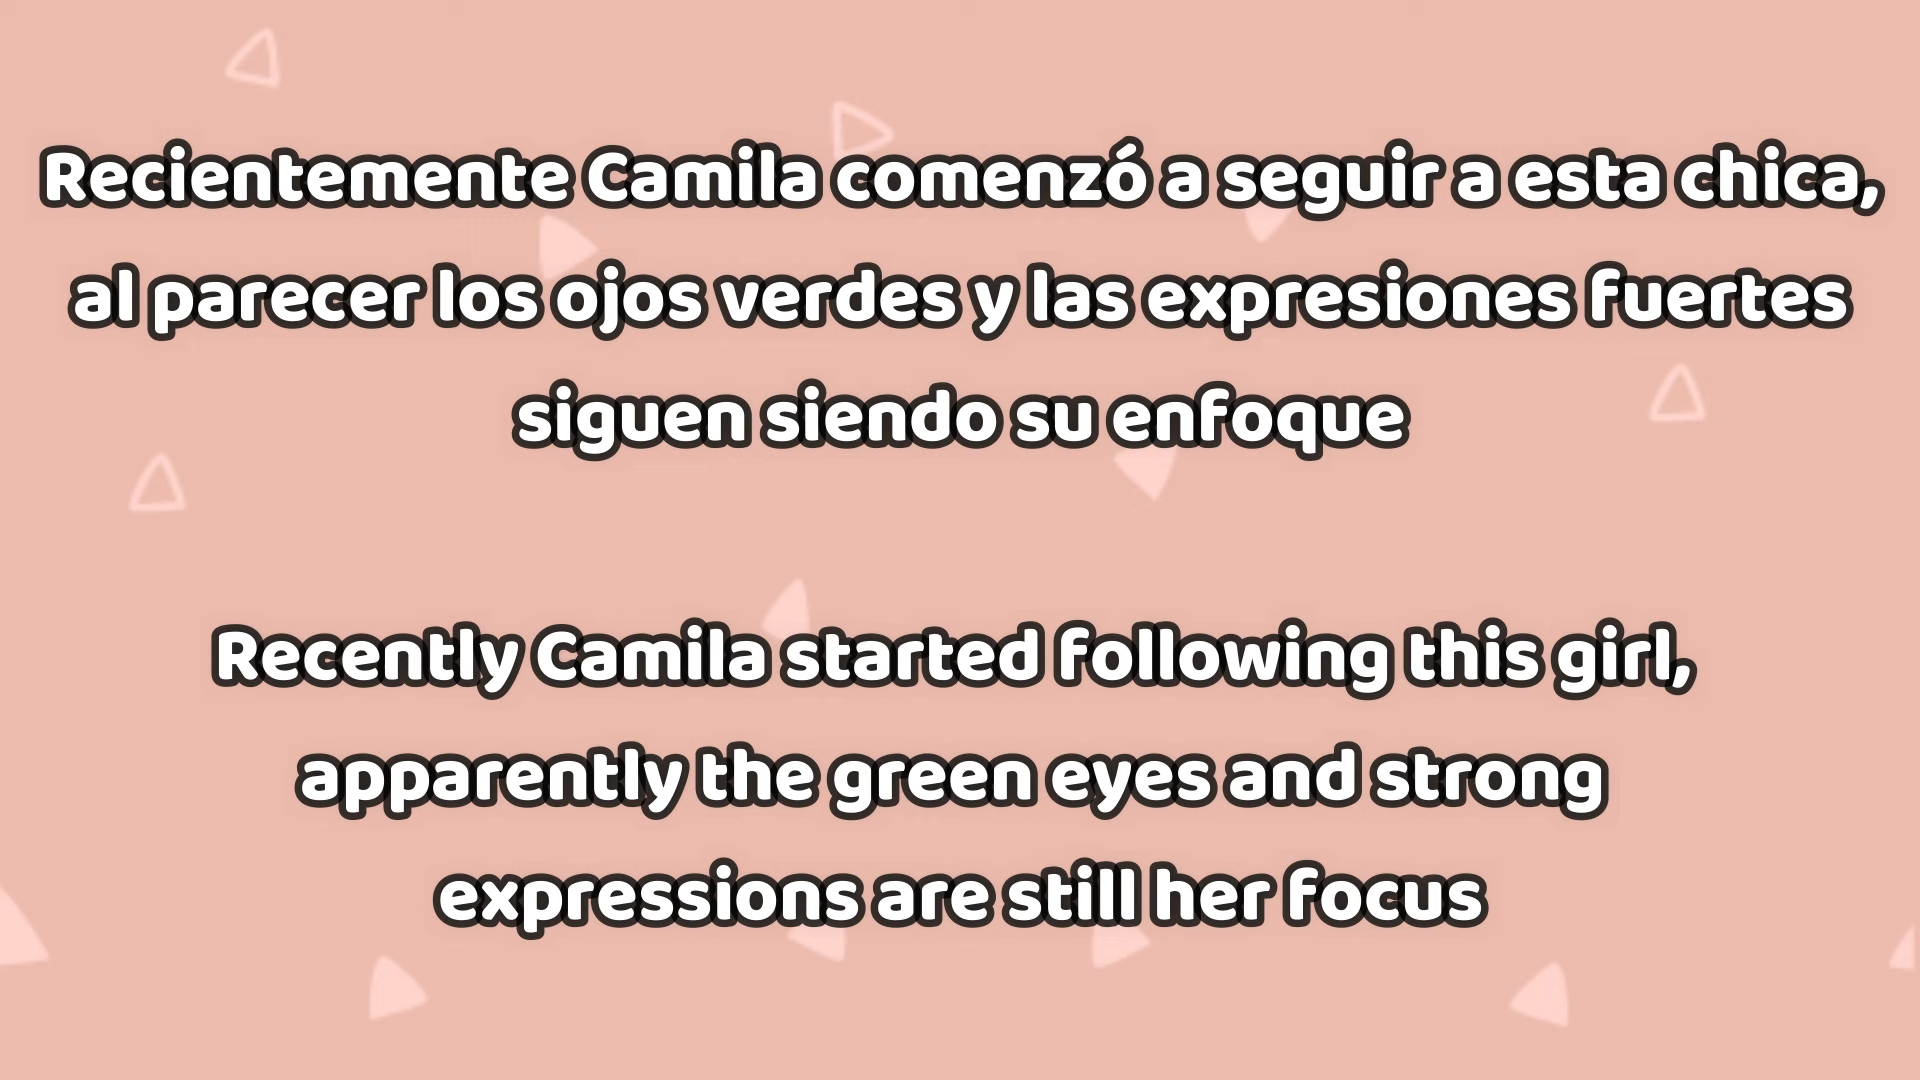 Recientemente Camila comenzó a seguir a esta chica,
al parecer los ojos verdes y las expresiones fuertes
siguen siendo su enfoque
Recently Camila started following this girl,
apparently the green eyes and strong
expressions are still her focus